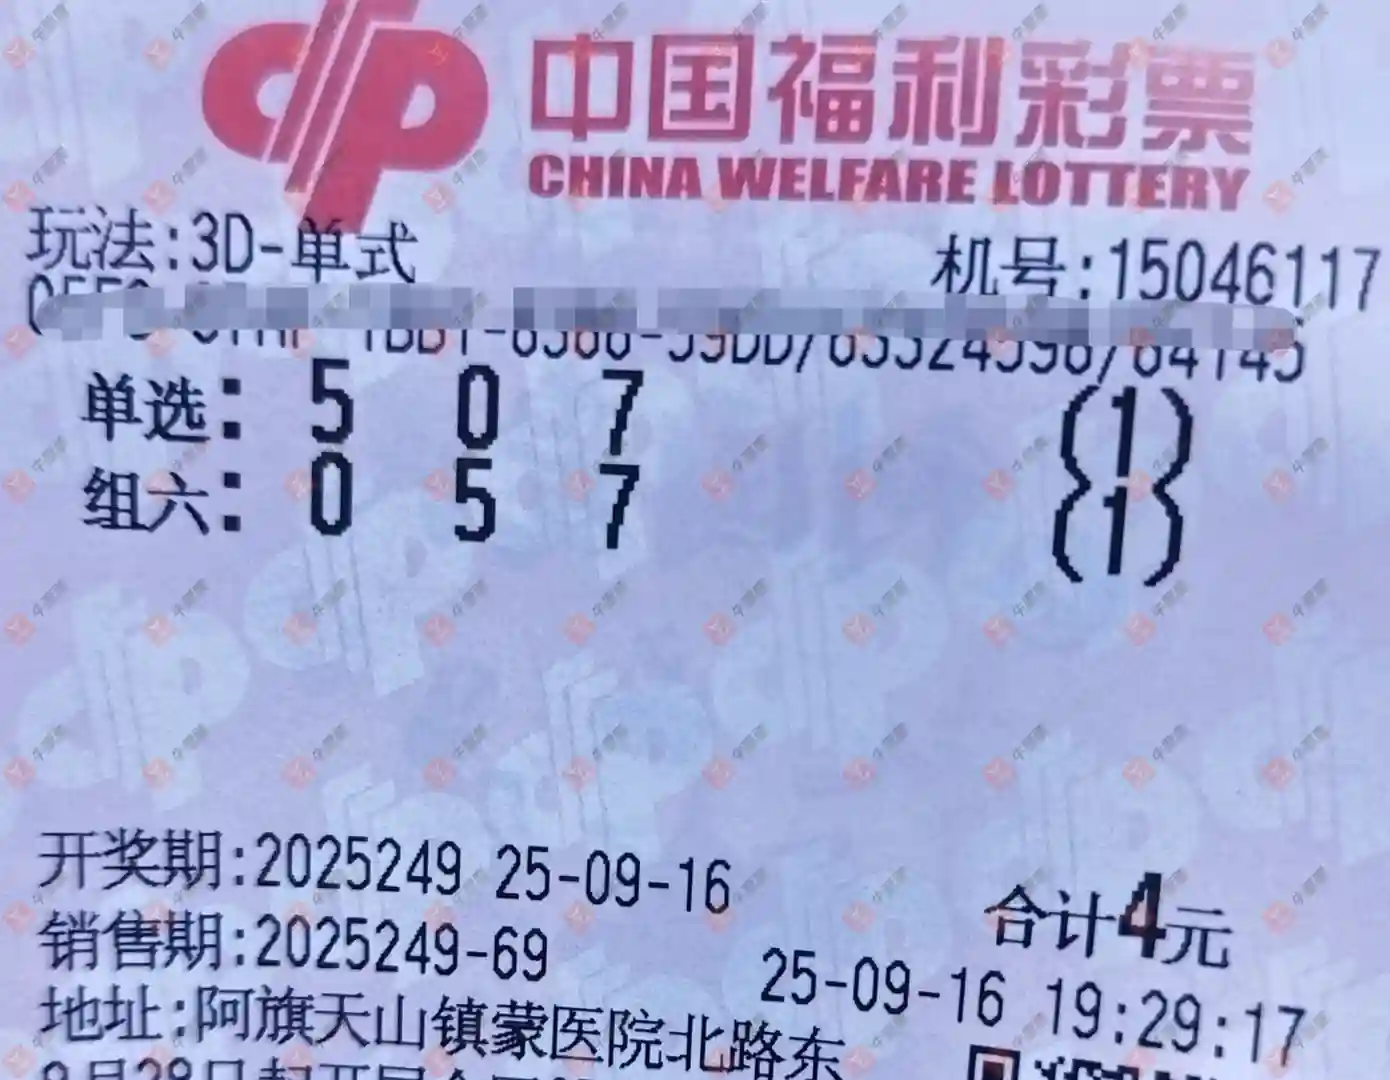 中国福利彩票
CHINA WELFARE LOTTERY
玩法:3D-单式
机号:15046117
单选: 5 0 7 (1)
组六: 0 5 7 (1)
开奖期:2025249 25-09-16
合计4元
销售期:2025249-69
25-09-16 19:29:17
地址:阿旗天山镇蒙医院北路东